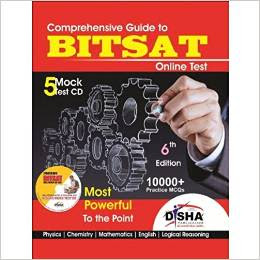 Comprehensive Guide to
BITSAT
Online Test
5 Mock
Test CD
6th
Edition
10000+
Practice MCQs
Most
Powerful
To the Point
DISHA
Physics | Chemistry | Mathematics | English | Logical Reasoning